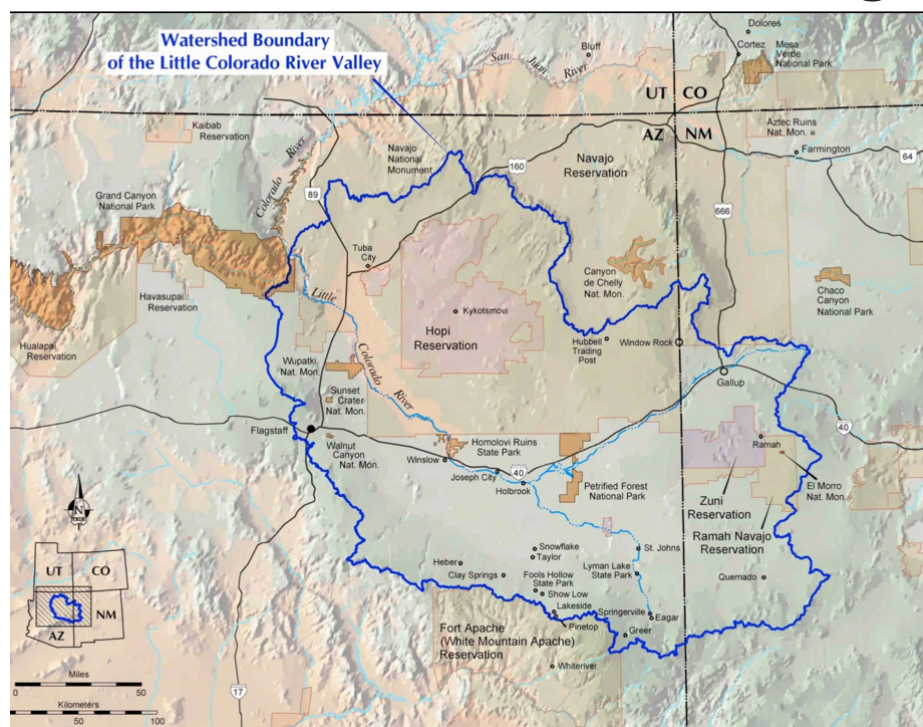 Watershed Boundary
of the Little Colorado River Valley
San Juan River
Bluff
Dolores
Cortez
Mesa
Verde
National Park
UT
CO
AZ
NM
Aztec Ruins
Nat. Mon.
Farmington
64
Kaibab
Reservation
Colorado River
Navajo
National
Monument
160
Navajo
Reservation
666
89
Grand Canyon
National Park
Tuba
City
Canyon
de Chelly
Nat. Mon.
Chaco
Canyon
National Park
Havasupai
Reservation
Little Colorado River
Kykotsmovi
Hopi
Reservation
Hualapai
Reservation
Hubbell
Trading
Post
Window Rock
Wupatki
Nat. Mon.
Gallup
Sunset
Crater
Nat. Mon.
40
Flagstaff
Walnut
Canyon
Nat. Mon.
Homolovi Ruins
State Park
Ramah
Winslow
Joseph City
40
Holbrook
Petrified Forest
National Park
El Morro
Nat. Mon.
Zuni
Reservation
Ramah Navajo
Reservation
N
Snowflake
Taylor
St. Johns
Heber
Clay Springs
Fools Hollow
State Park
Show Low
Lyman Lake
State Park
Quemado
Lakeside
Pinetop
Springerville
Eagar
Greer
Fort Apache
(White Mountain Apache)
Reservation
Whiteriver
UT
CO
AZ
NM
Miles
0
50
Kilometers
0
50
100
17